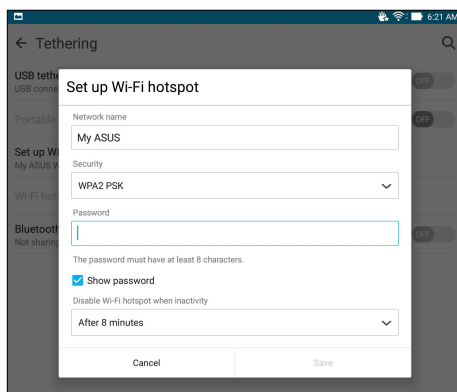 6:21 AM
Tethering
USB tethe
USB conne
OFF
Portable
OFF
Set up Wi
My ASUS W
Wi-Fi hot
Bluetooth
Not sharing
OFF
Set up Wi-Fi hotspot
Network name
My ASUS
Security
WPA2 PSK
Password
The password must have at least 8 characters.
Show password
Disable Wi-Fi hotspot when inactivity
After 8 minutes
Cancel
Save